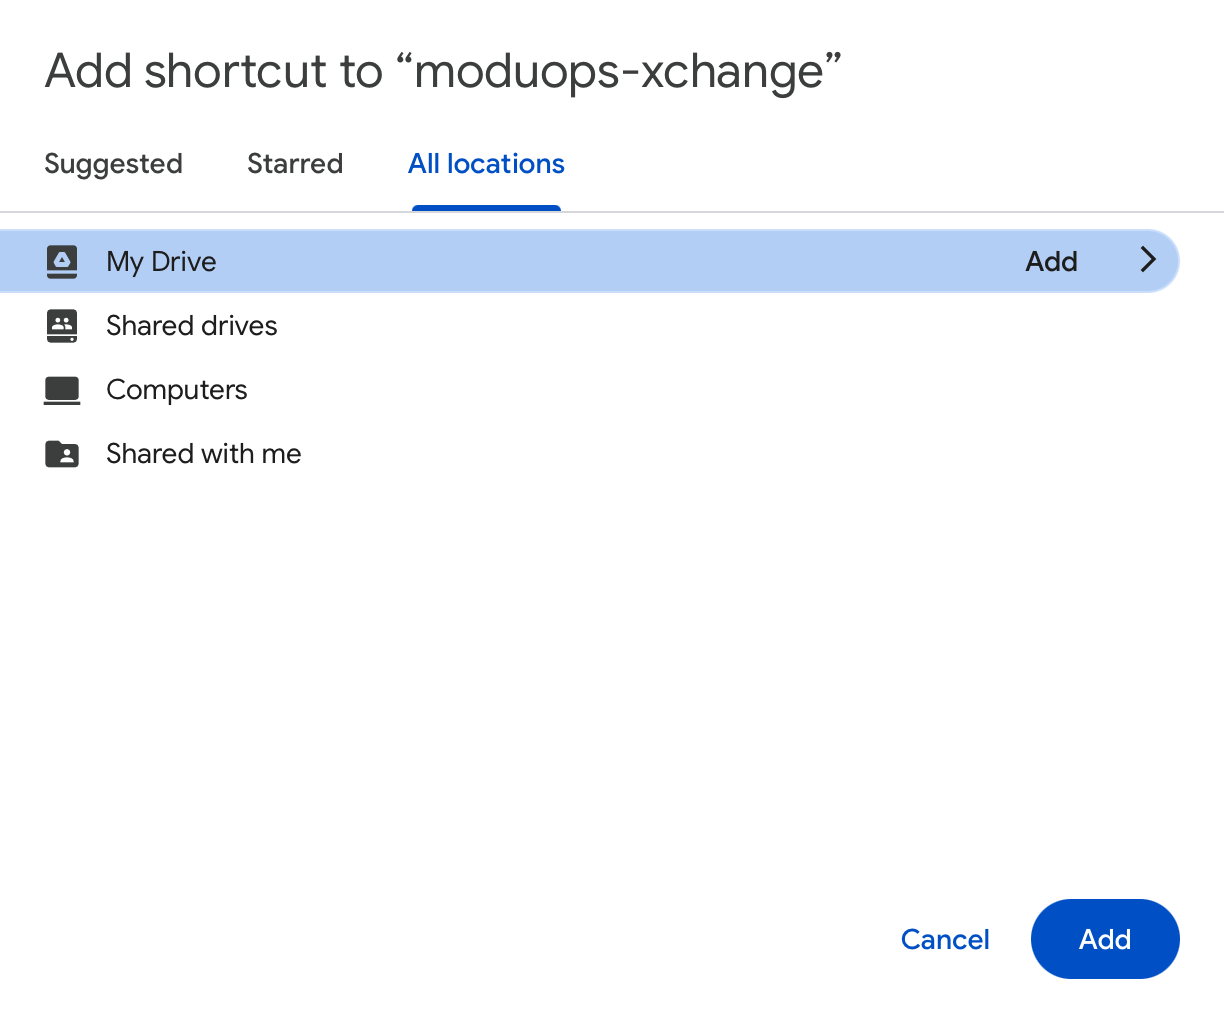 Add shortcut to “moduops-xchange”
Suggested Starred All locations
My Drive Add
Shared drives
Computers
Shared with me
Cancel Add